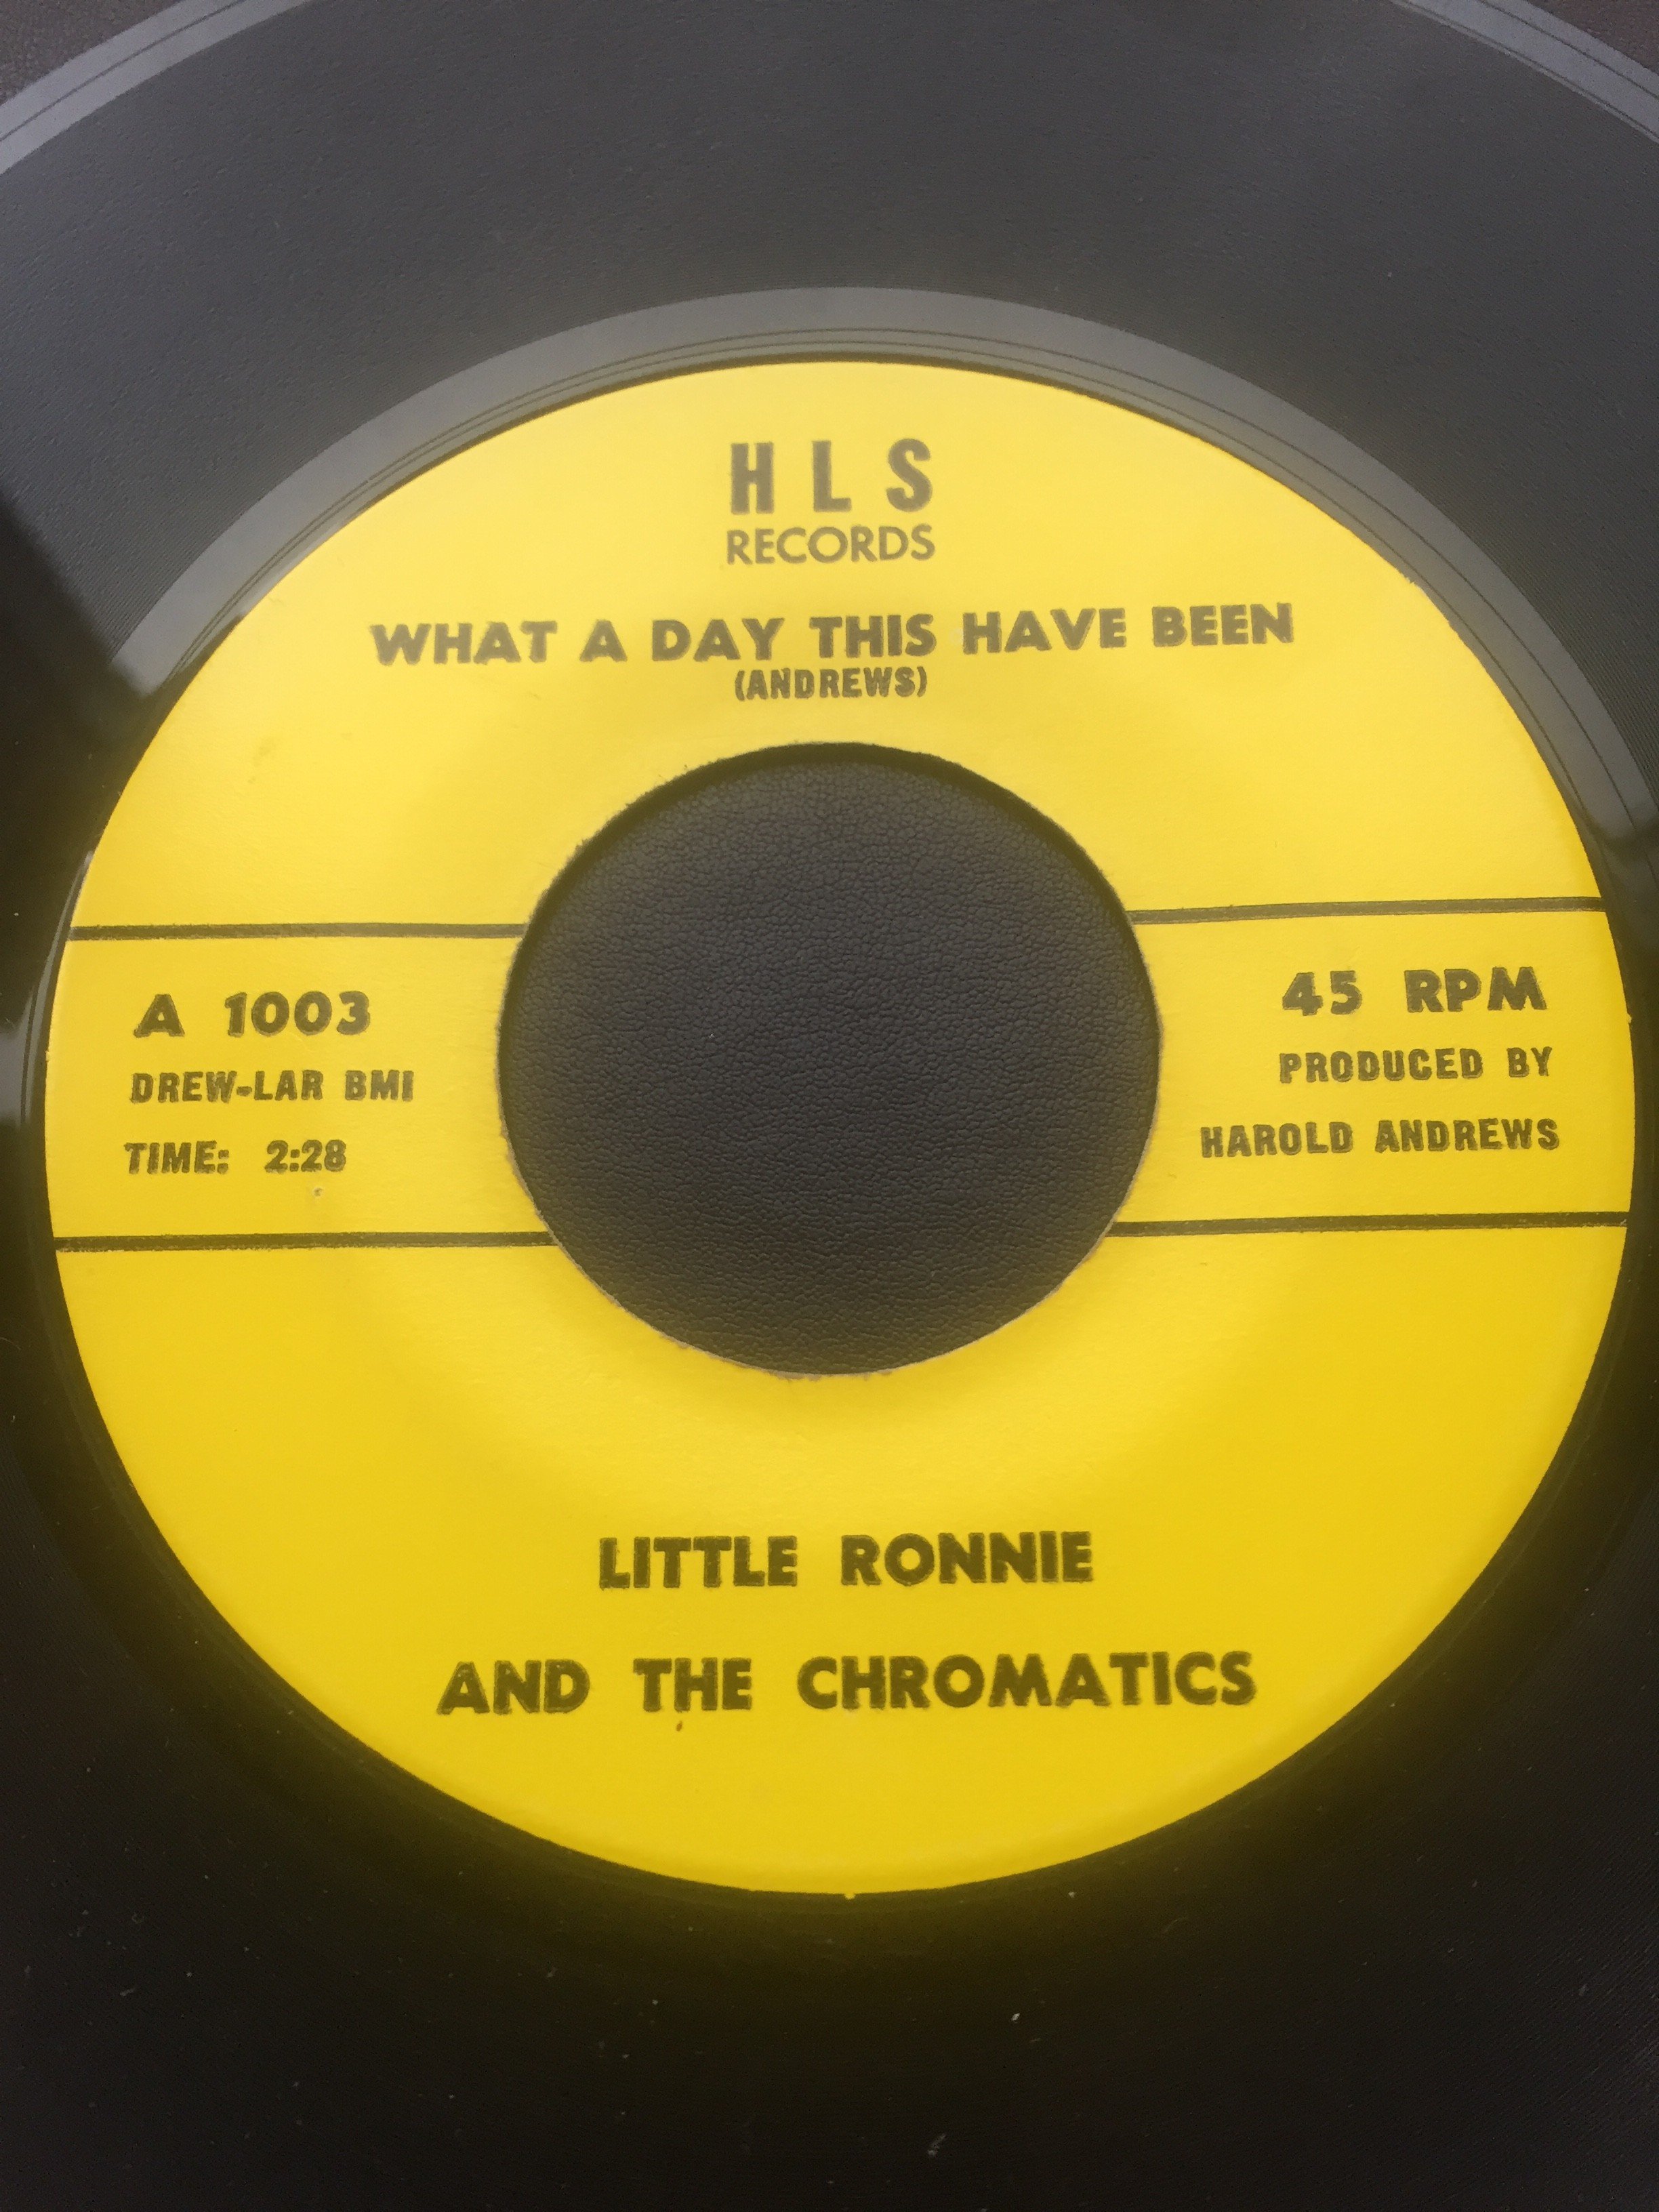 HLS
RECORDS
WHAT A DAY THIS HAVE BEEN
(ANDREWS)
A 1003
DREW-LAR BMI
TIME: 2:28
45 RPM
PRODUCED BY
HAROLD ANDREWS
LITTLE RONNIE
AND THE CHROMATICS